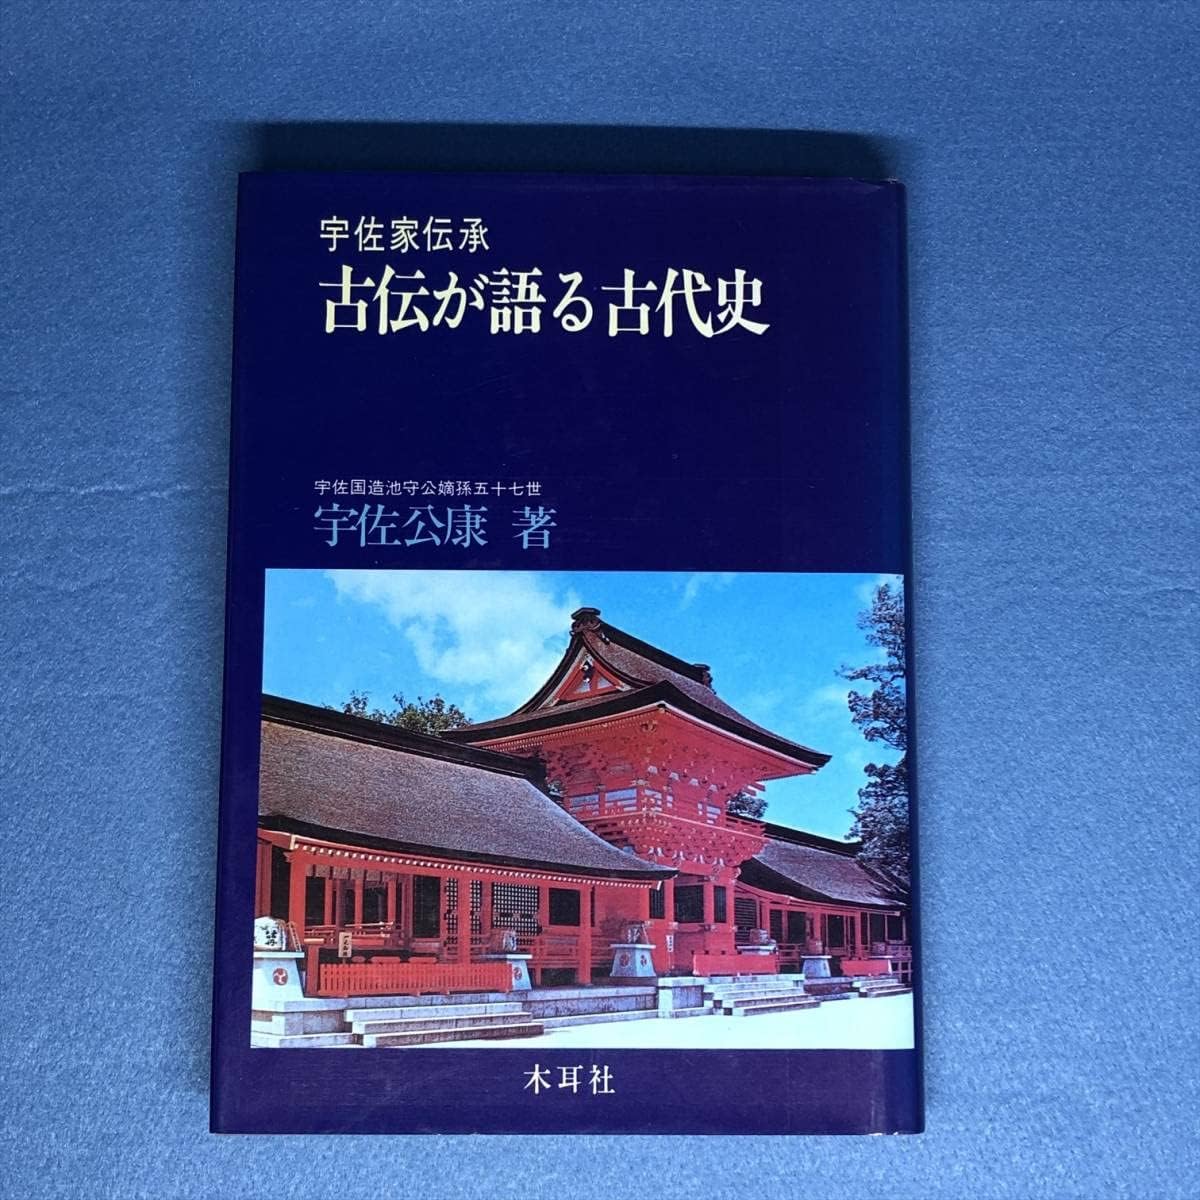 宇佐家伝承
古伝が語る古代史
宇佐国造池守公嫡孫五十七世
宇佐公康 著
木耳社